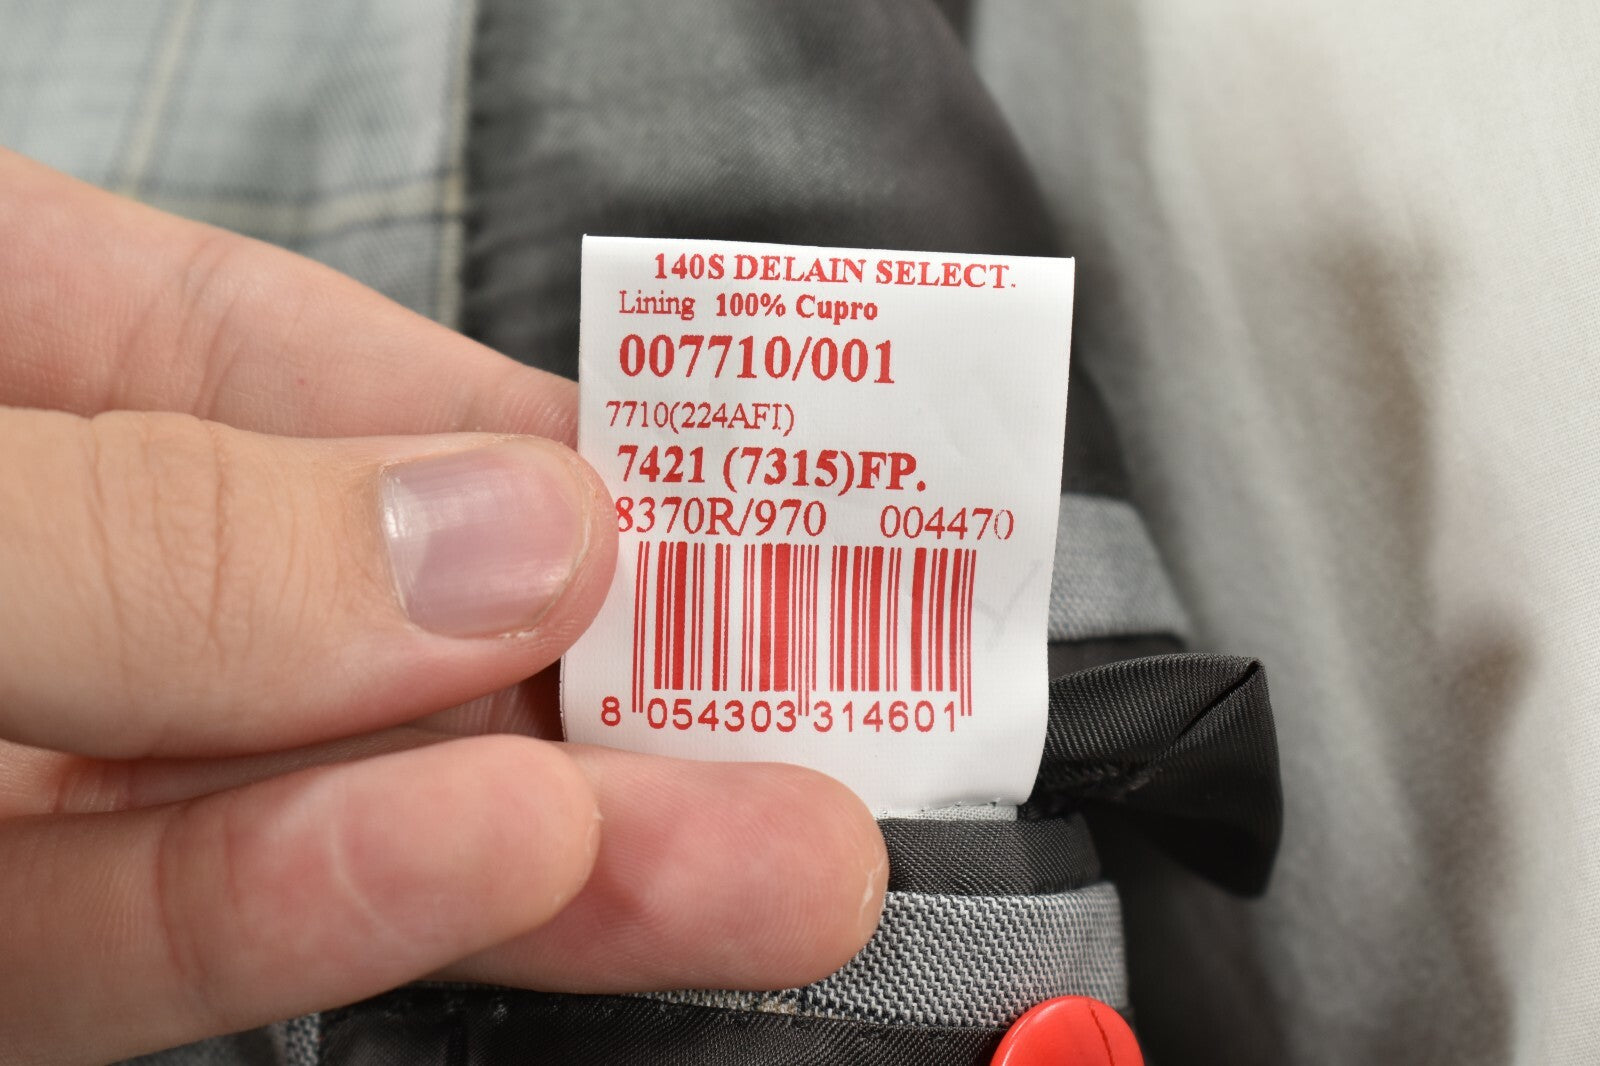 140S DELAIN SELECT.
Lining 100% Cupro
007710/001
7710(224AFI)
7421 (7315)FP.
8370R/970 004470
8 054303 314601